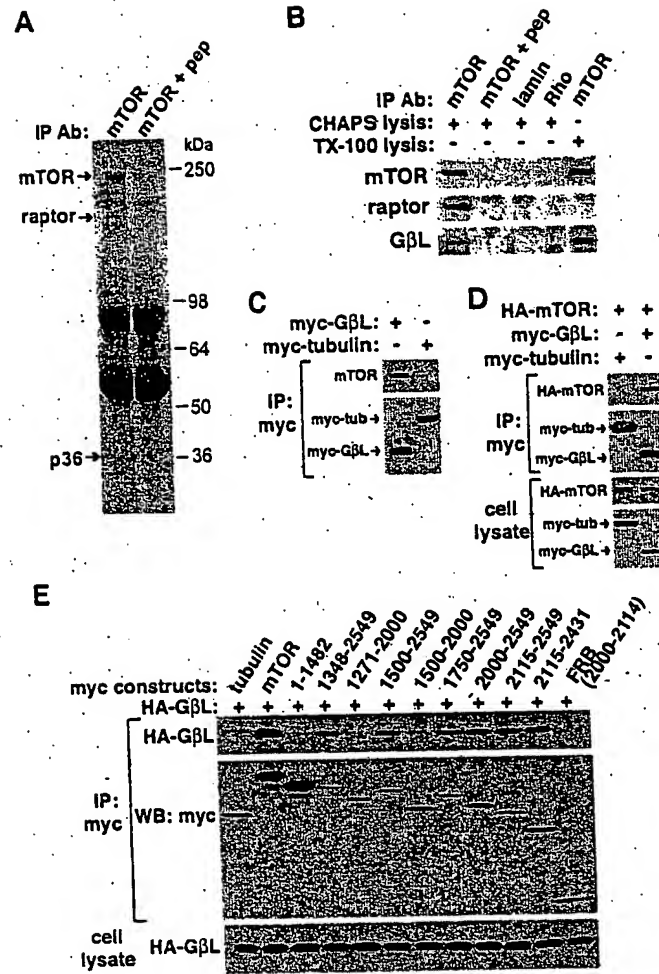 A
IP Ab:
mTOR
mTOR + pep
kDa
mTOR→
raptor→
p36→
250
98
64
50
36
B
IP Ab:
mTOR
mTOR + pep
lamin
Rho
mTOR
CHAPS lysis: + + + + -
TX-100 lysis: - - - - +
mTOR
raptor
GβL
C
myc-GβL: + -
myc-tubulin: - +
IP:
myc
mTOR
myc-tub→
myc-GβL→
D
HA-mTOR: + +
myc-GβL: - +
myc-tubulin: + -
IP:
myc
HA-mTOR
myc-tub→
myc-GβL→
cell
lysate
HA-mTOR
myc-tub→
myc-GβL→
E
myc constructs:
tubulin
mTOR
1-1482
1348-2549
1271-2000
1500-2549
1500-2000
1750-2549
2000-2549
2115-2549
2115-2431
FRB
(2000-2114)
HA-GβL: + + + + + + + + + + + +
IP:
myc
HA-GβL
WB: myc
cell
lysate
HA-GβL